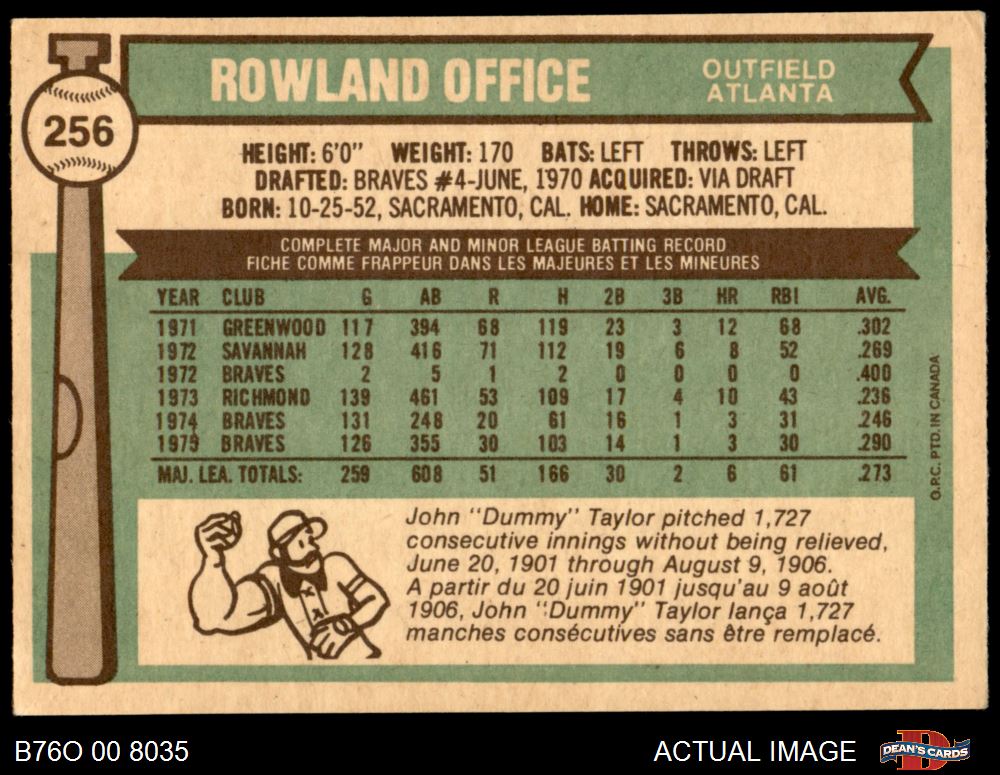 256
ROWLAND OFFICE
OUTFIELD
ATLANTA
HEIGHT: 6'0" WEIGHT: 170 BATS: LEFT THROWS: LEFT
DRAFTED: BRAVES #4-JUNE, 1970 ACQUIRED: VIA DRAFT
BORN: 10-25-52, SACRAMENTO, CAL. HOME: SACRAMENTO, CAL.
COMPLETE MAJOR AND MINOR LEAGUE BATTING RECORD
FICHE COMME FRAPPEUR DANS LES MAJEURES ET LES MINEURES
YEAR CLUB G AB R H 2B 3B HR RBI AVG.
1971 GREENWOOD 117 394 68 119 23 3 12 68 .302
1972 SAVANNAH 128 416 71 112 19 6 8 52 .269
1972 BRAVES 2 5 1 2 0 0 0 0 .400
1973 RICHMOND 139 461 53 109 17 4 10 43 .236
1974 BRAVES 131 248 20 61 16 1 3 31 .246
1975 BRAVES 126 355 30 103 14 1 3 30 .290
MAJ. LEA. TOTALS: 259 608 51 166 30 2 6 61 .273
O.P.C. PTD. IN CANADA
John "Dummy" Taylor pitched 1,727
consecutive innings without being relieved,
June 20, 1901 through August 9, 1906.
A partir du 20 juin 1901 jusqu'au 9 août
1906, John "Dummy" Taylor lança 1,727
manches consécutives sans être remplacé.
B76O 00 8035
ACTUAL IMAGE
DEAN'S CARDS